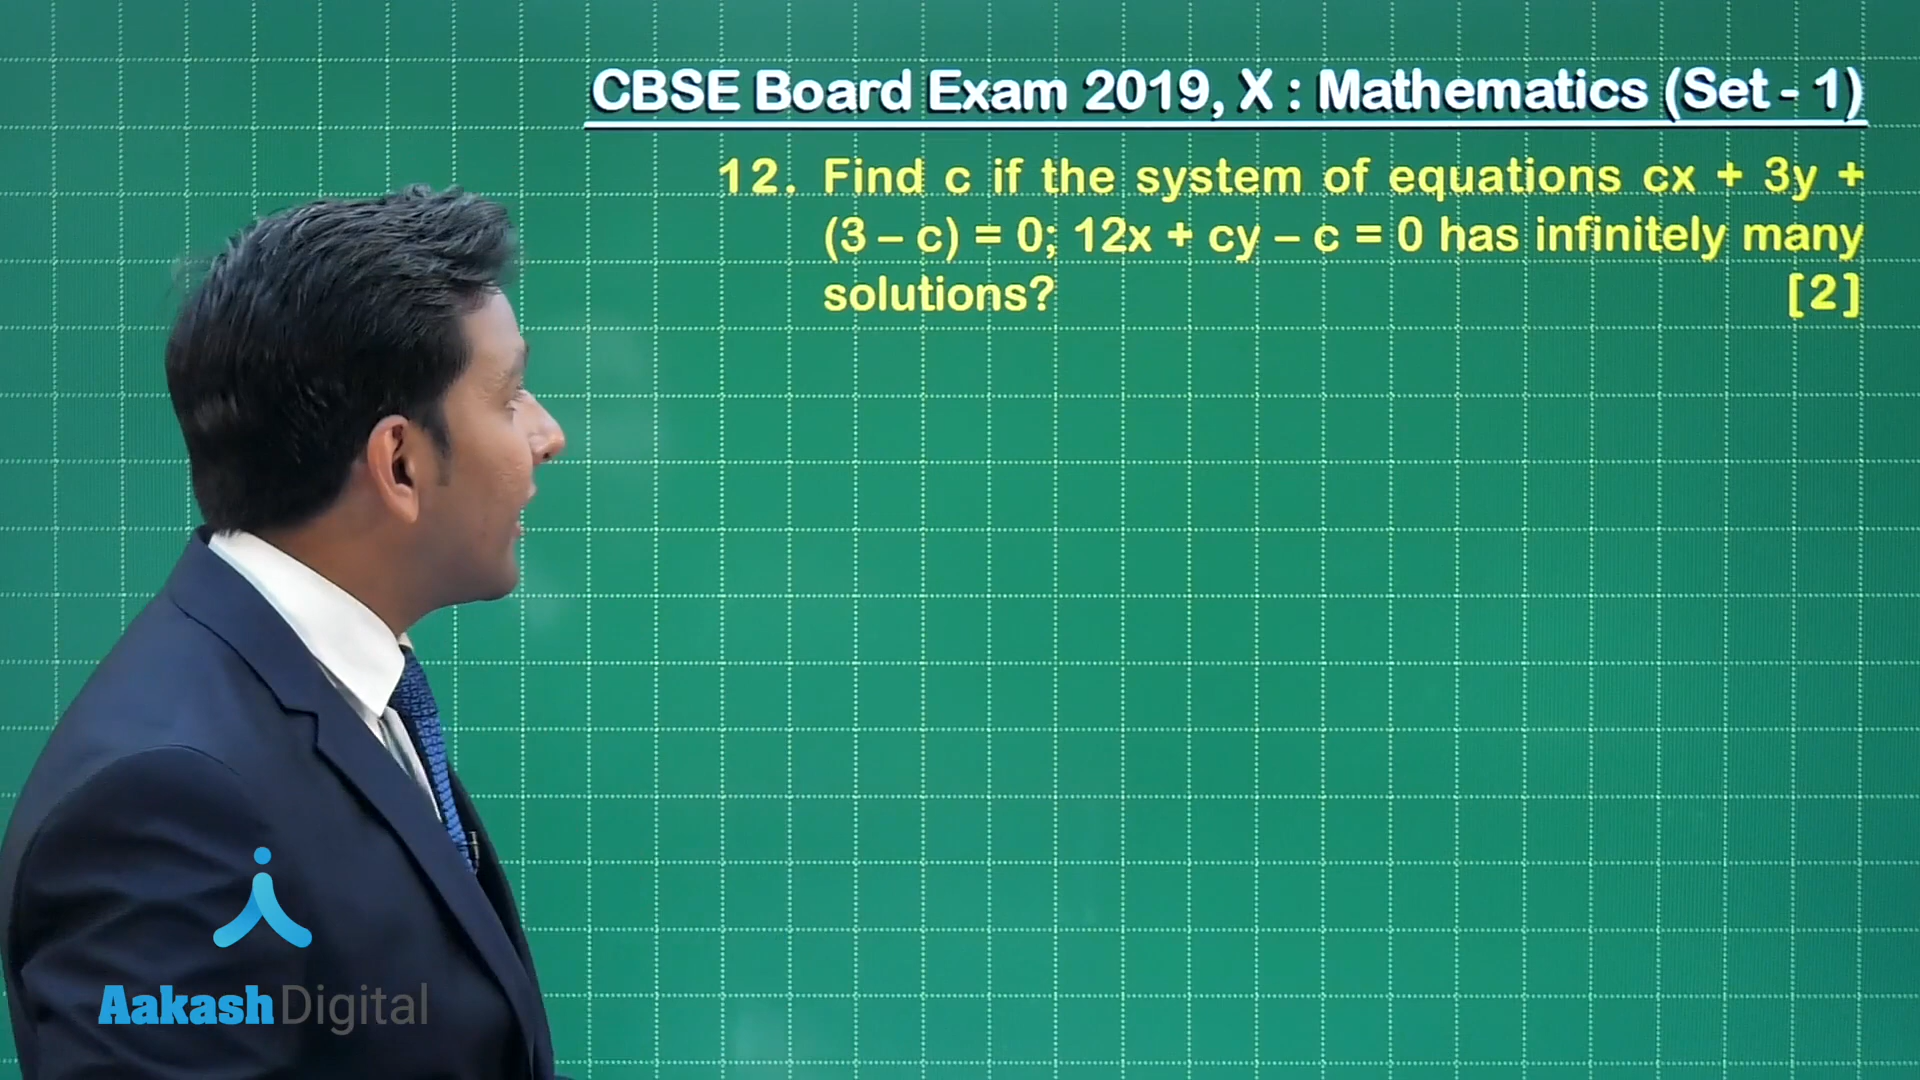 CBSE Board Exam 2019, X : Mathematics (Set - 1)
12. Find c if the system of equations cx + 3y +
(3 – c) = 0; 12x + cy – c = 0 has infinitely many
solutions? [2]
Aakash Digital